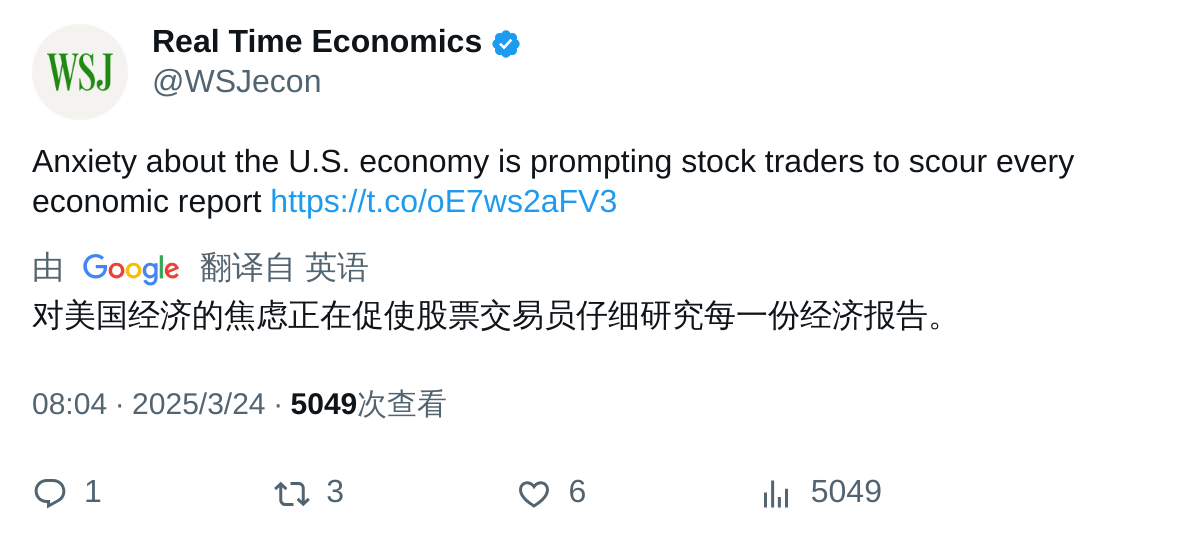 WSJ
Real Time Economics
@WSJecon
Anxiety about the U.S. economy is prompting stock traders to scour every
economic report https://t.co/oE7ws2aFV3
由 Google 翻译自 英语
对美国经济的焦虑正在促使股票交易员仔细研究每一份经济报告。
08:04 · 2025/3/24 · 5049次查看
1 3 6 5049